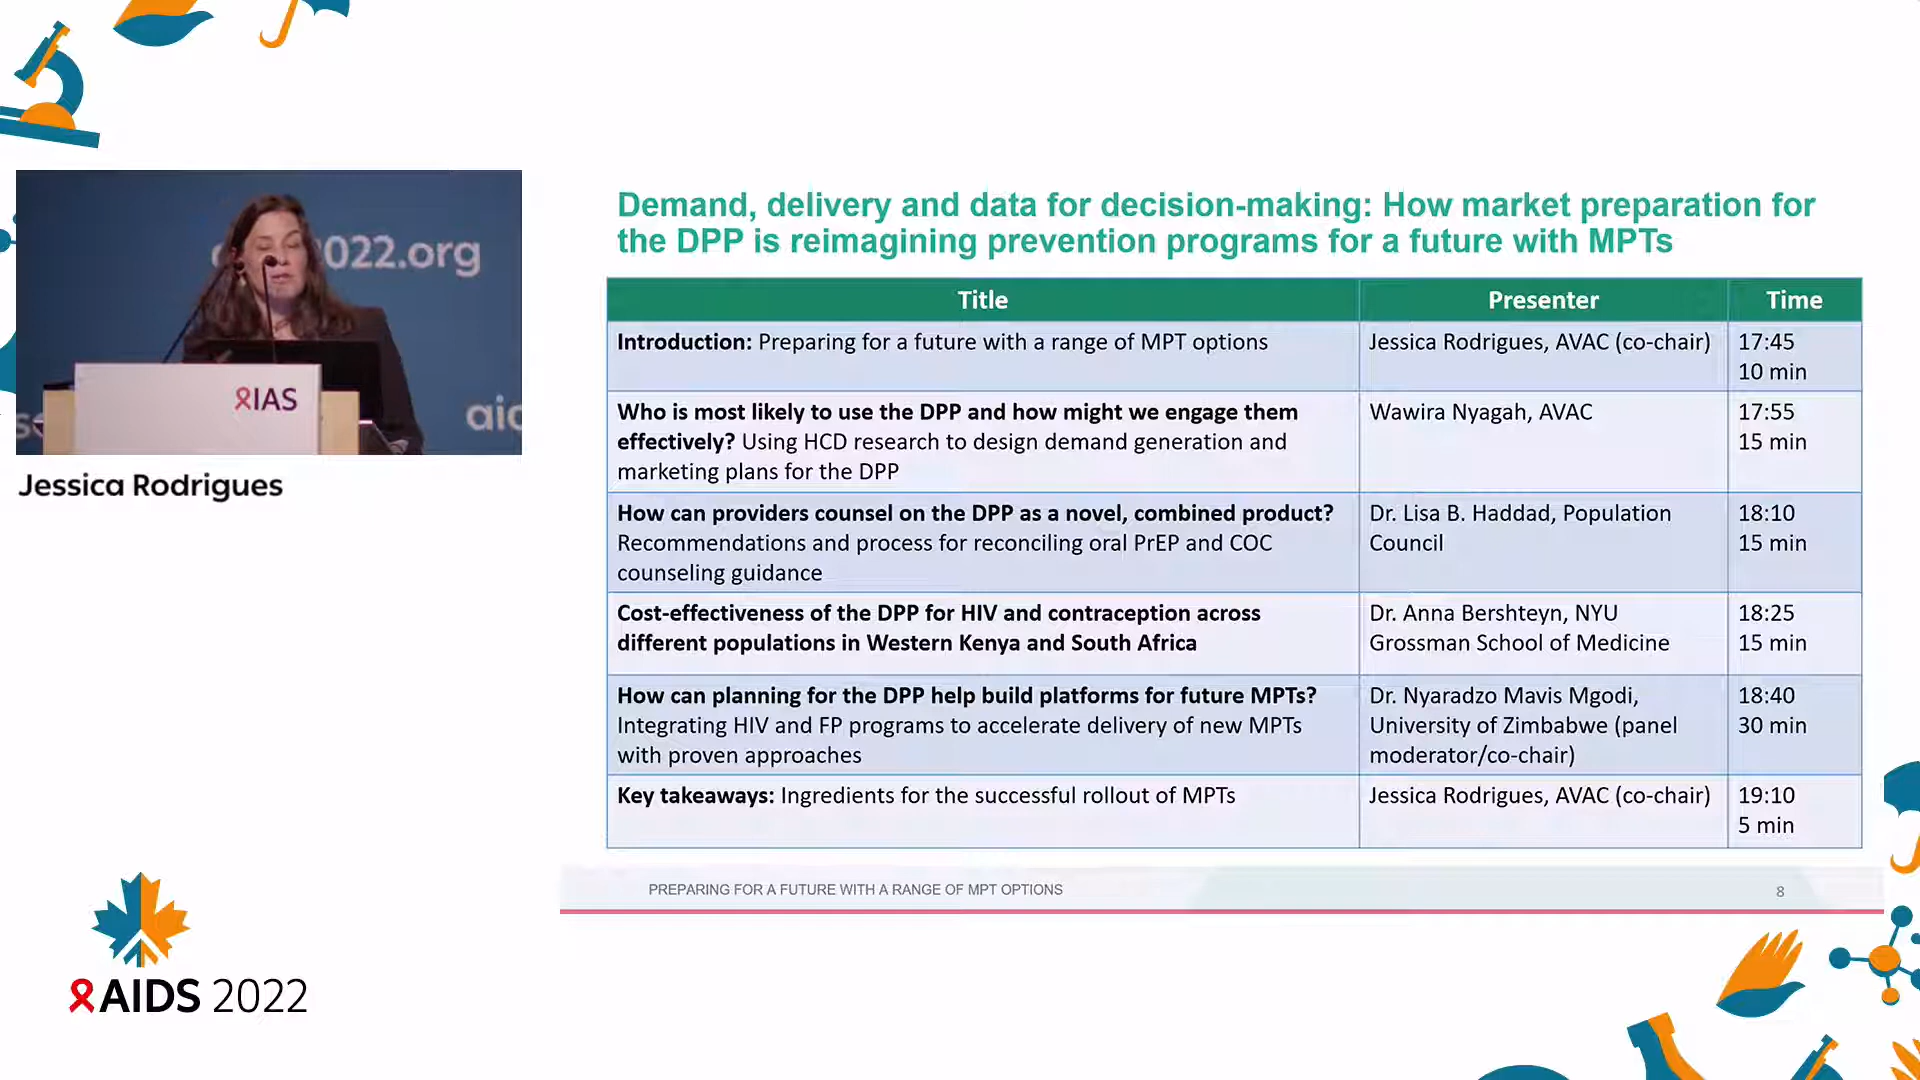 022.org
IAS
aid
Jessica Rodrigues
Demand, delivery and data for decision-making: How market preparation for
the DPP is reimagining prevention programs for a future with MPTs
Title Presenter Time
Introduction: Preparing for a future with a range of MPT options
Jessica Rodrigues, AVAC (co-chair)
17:45
10 min
Who is most likely to use the DPP and how might we engage them
effectively? Using HCD research to design demand generation and
marketing plans for the DPP
Wawira Nyagah, AVAC
17:55
15 min
How can providers counsel on the DPP as a novel, combined product?
Recommendations and process for reconciling oral PrEP and COC
counseling guidance
Dr. Lisa B. Haddad, Population
Council
18:10
15 min
Cost-effectiveness of the DPP for HIV and contraception across
different populations in Western Kenya and South Africa
Dr. Anna Bershteyn, NYU
Grossman School of Medicine
18:25
15 min
How can planning for the DPP help build platforms for future MPTs?
Integrating HIV and FP programs to accelerate delivery of new MPTs
with proven approaches
Dr. Nyaradzo Mavis Mgodi,
University of Zimbabwe (panel
moderator/co-chair)
18:40
30 min
Key takeaways: Ingredients for the successful rollout of MPTs
Jessica Rodrigues, AVAC (co-chair)
19:10
5 min
PREPARING FOR A FUTURE WITH A RANGE OF MPT OPTIONS
8
AIDS 2022